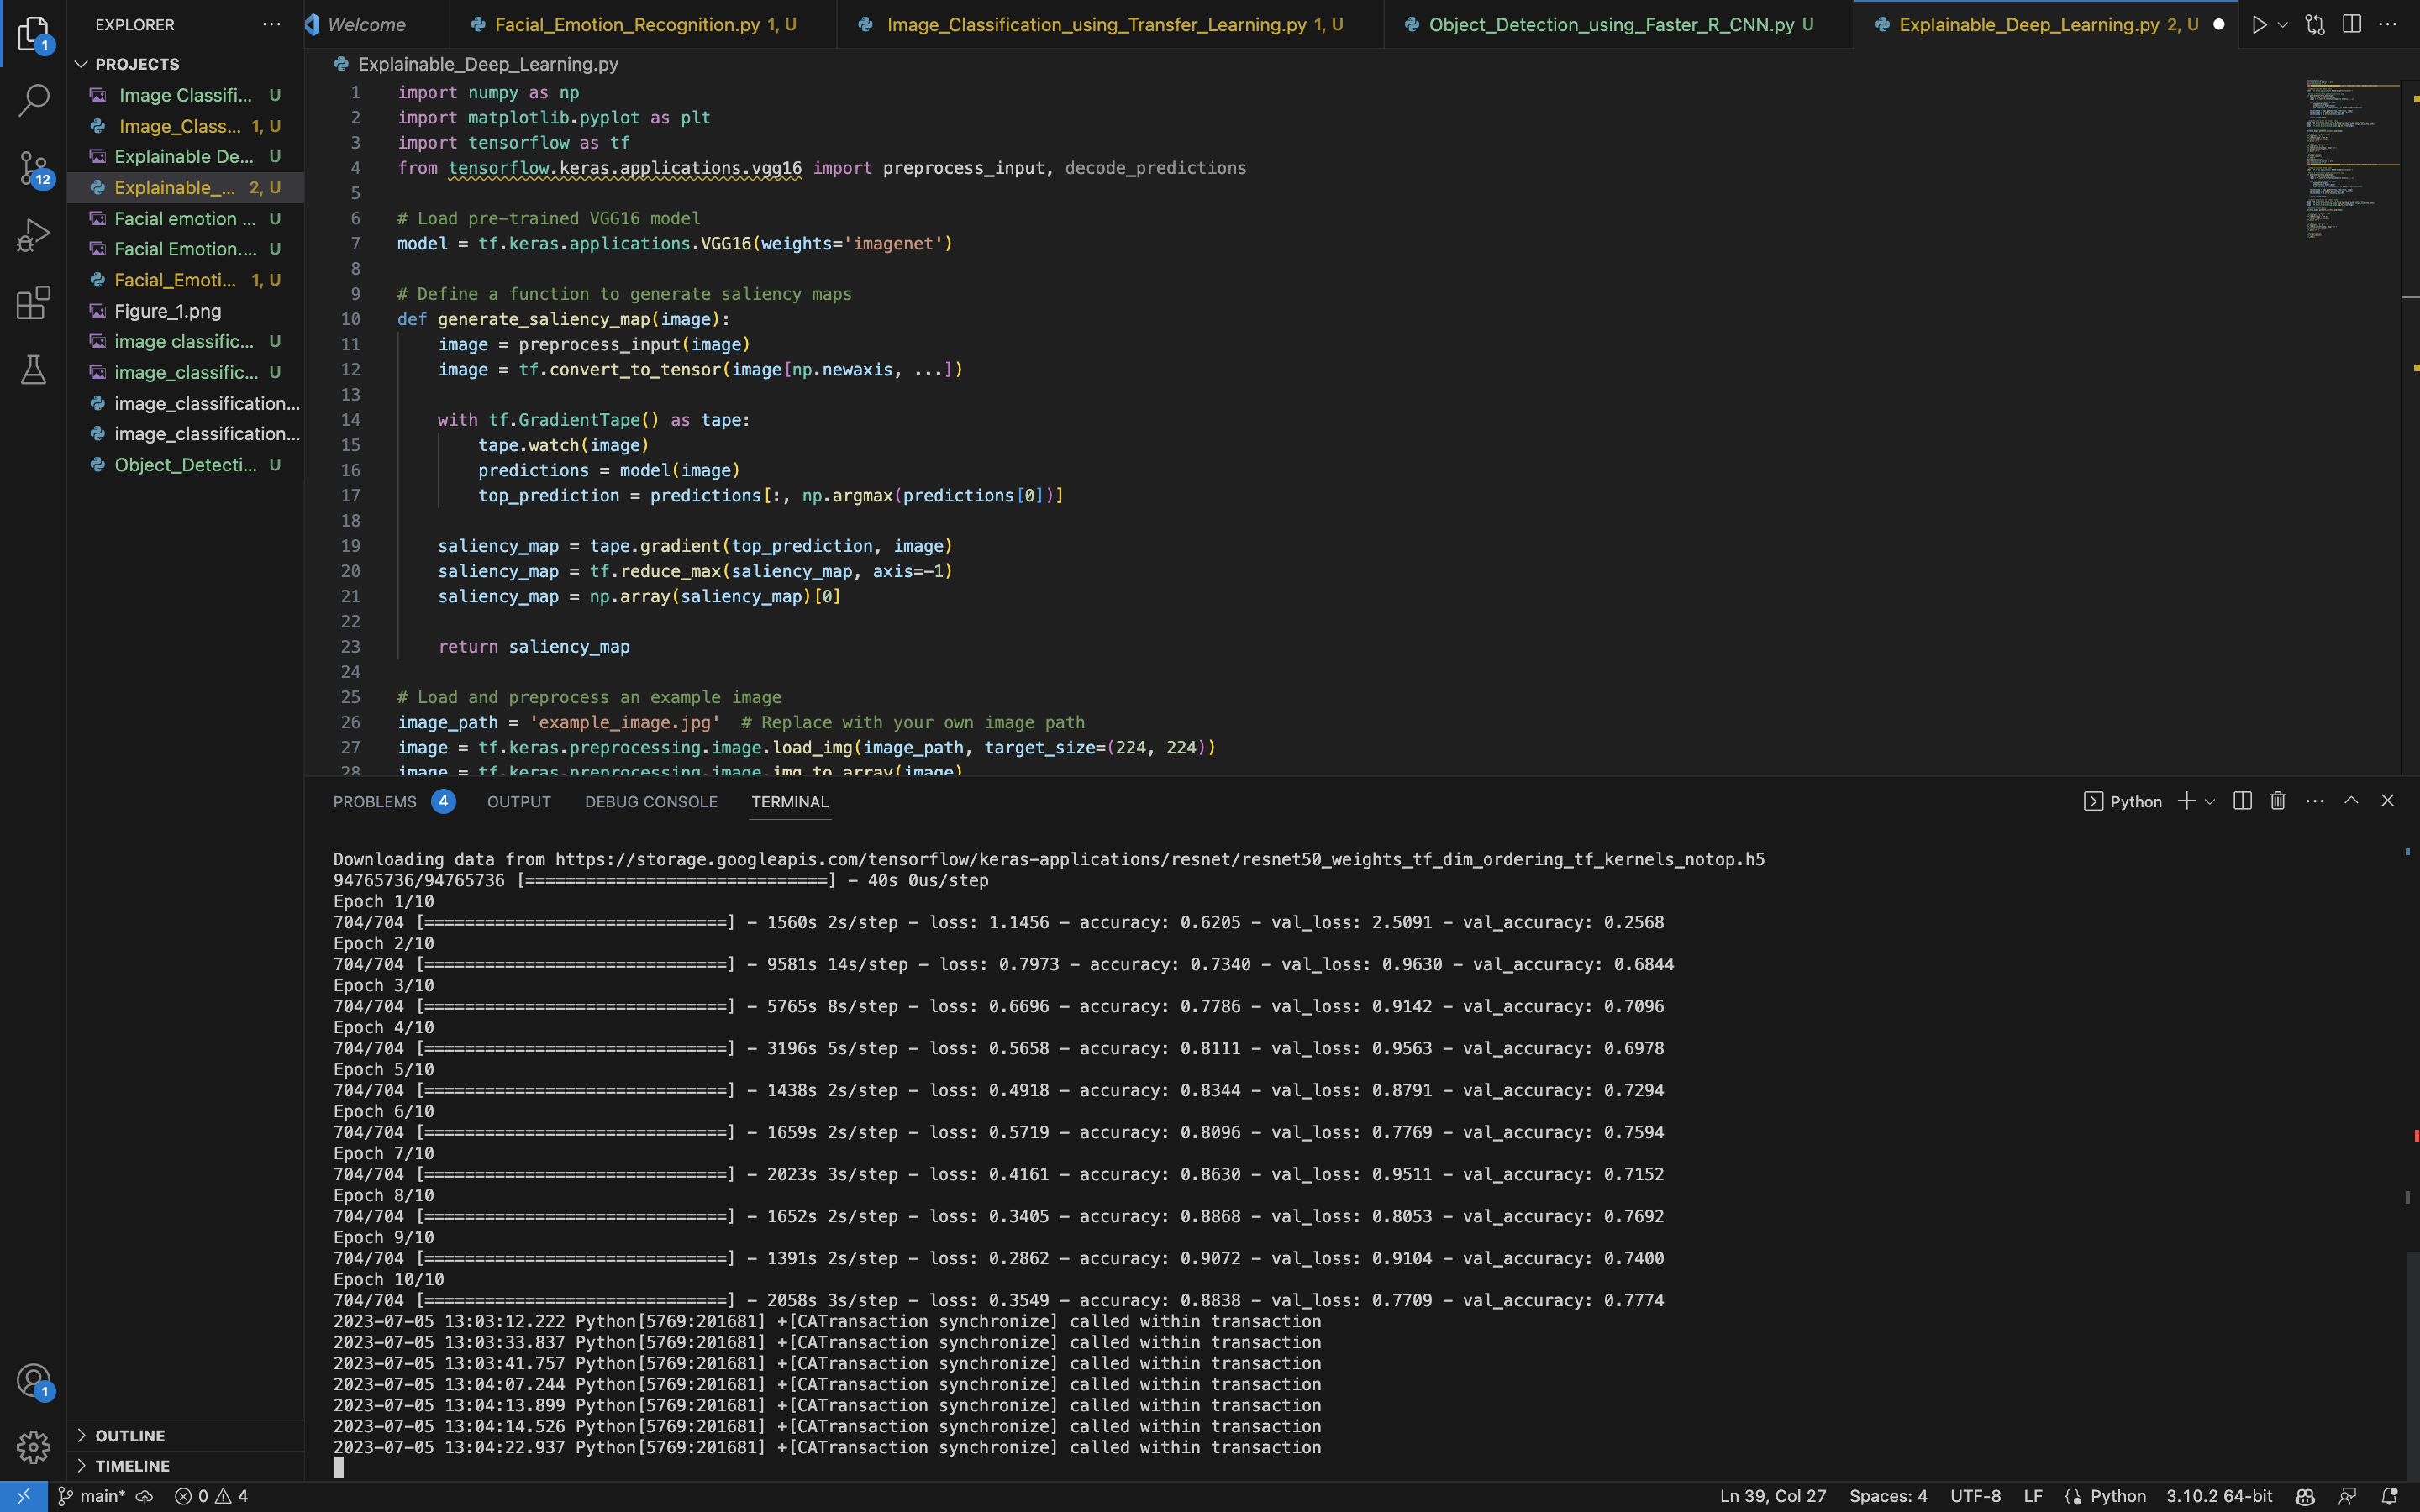 EXPLORER
PROJECTS
Image Classifi... U
Image_Class... 1, U
Explainable De... U
Explainable_... 2, U
Facial emotion ... U
Facial Emotion.... U
Facial_Emoti... 1, U
Figure_1.png
image classific... U
image_classific... U
image_classification...
image_classification...
Object_Detecti... U
OUTLINE
TIMELINE
1
12
1
Welcome
Facial_Emotion_Recognition.py 1, U
Image_Classification_using_Transfer_Learning.py 1, U
Object_Detection_using_Faster_R_CNN.py U
Explainable_Deep_Learning.py 2, U
Explainable_Deep_Learning.py
1 import numpy as np
2 import matplotlib.pyplot as plt
3 import tensorflow as tf
4 from tensorflow.keras.applications.vgg16 import preprocess_input, decode_predictions
5
6 # Load pre-trained VGG16 model
7 model = tf.keras.applications.VGG16(weights='imagenet')
8
9 # Define a function to generate saliency maps
10 def generate_saliency_map(image):
11 image = preprocess_input(image)
12 image = tf.convert_to_tensor(image[np.newaxis, ...])
13
14 with tf.GradientTape() as tape:
15 tape.watch(image)
16 predictions = model(image)
17 top_prediction = predictions[:, np.argmax(predictions[0])]
18
19 saliency_map = tape.gradient(top_prediction, image)
20 saliency_map = tf.reduce_max(saliency_map, axis=-1)
21 saliency_map = np.array(saliency_map)[0]
22
23 return saliency_map
24
25 # Load and preprocess an example image
26 image_path = 'example_image.jpg' # Replace with your own image path
27 image = tf.keras.preprocessing.image.load_img(image_path, target_size=(224, 224))
28 image = tf.keras.preprocessing.image.img_to_array(image)
PROBLEMS 4 OUTPUT DEBUG CONSOLE TERMINAL
Python
Downloading data from https://storage.googleapis.com/tensorflow/keras-applications/resnet/resnet50_weights_tf_dim_ordering_tf_kernels_notop.h5
94765736/94765736 [==============================] - 40s 0us/step
Epoch 1/10
704/704 [==============================] - 1560s 2s/step - loss: 1.1456 - accuracy: 0.6205 - val_loss: 2.5091 - val_accuracy: 0.2568
Epoch 2/10
704/704 [==============================] - 9581s 14s/step - loss: 0.7973 - accuracy: 0.7340 - val_loss: 0.9630 - val_accuracy: 0.6844
Epoch 3/10
704/704 [==============================] - 5765s 8s/step - loss: 0.6696 - accuracy: 0.7786 - val_loss: 0.9142 - val_accuracy: 0.7096
Epoch 4/10
704/704 [==============================] - 3196s 5s/step - loss: 0.5658 - accuracy: 0.8111 - val_loss: 0.9563 - val_accuracy: 0.6978
Epoch 5/10
704/704 [==============================] - 1438s 2s/step - loss: 0.4918 - accuracy: 0.8344 - val_loss: 0.8791 - val_accuracy: 0.7294
Epoch 6/10
704/704 [==============================] - 1659s 2s/step - loss: 0.5719 - accuracy: 0.8096 - val_loss: 0.7769 - val_accuracy: 0.7594
Epoch 7/10
704/704 [==============================] - 2023s 3s/step - loss: 0.4161 - accuracy: 0.8630 - val_loss: 0.9511 - val_accuracy: 0.7152
Epoch 8/10
704/704 [==============================] - 1652s 2s/step - loss: 0.3405 - accuracy: 0.8868 - val_loss: 0.8053 - val_accuracy: 0.7692
Epoch 9/10
704/704 [==============================] - 1391s 2s/step - loss: 0.2862 - accuracy: 0.9072 - val_loss: 0.9104 - val_accuracy: 0.7400
Epoch 10/10
704/704 [==============================] - 2058s 3s/step - loss: 0.3549 - accuracy: 0.8838 - val_loss: 0.7709 - val_accuracy: 0.7774
2023-07-05 13:03:12.222 Python[5769:201681] +[CATransaction synchronize] called within transaction
2023-07-05 13:03:33.837 Python[5769:201681] +[CATransaction synchronize] called within transaction
2023-07-05 13:03:41.757 Python[5769:201681] +[CATransaction synchronize] called within transaction
2023-07-05 13:04:07.244 Python[5769:201681] +[CATransaction synchronize] called within transaction
2023-07-05 13:04:13.899 Python[5769:201681] +[CATransaction synchronize] called within transaction
2023-07-05 13:04:14.526 Python[5769:201681] +[CATransaction synchronize] called within transaction
2023-07-05 13:04:22.937 Python[5769:201681] +[CATransaction synchronize] called within transaction
main* 0 4 Ln 39, Col 27 Spaces: 4 UTF-8 LF Python 3.10.2 64-bit